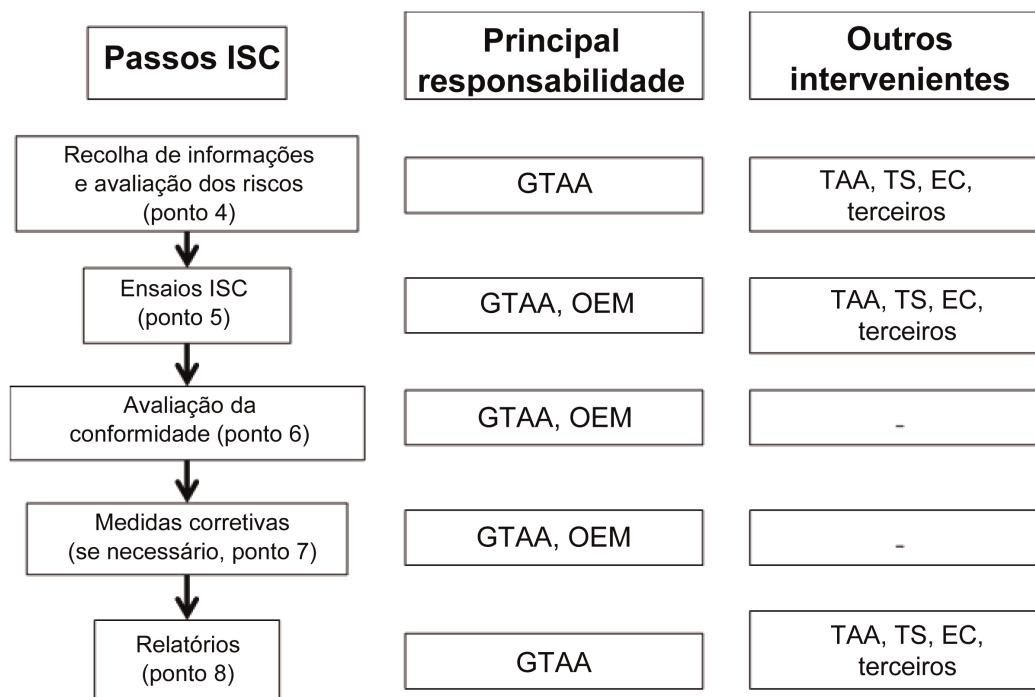 Passos ISC
Principal
responsabilidade
Outros
intervenientes
Recolha de informações
e avaliação dos riscos
(ponto 4)
GTAA
TAA, TS, EC,
terceiros
Ensaios ISC
(ponto 5)
GTAA, OEM
TAA, TS, EC,
terceiros
Avaliação da
conformidade (ponto 6)
GTAA, OEM
-
Medidas corretivas
(se necessário, ponto 7)
GTAA, OEM
-
Relatórios
(ponto 8)
GTAA
TAA, TS, EC,
terceiros